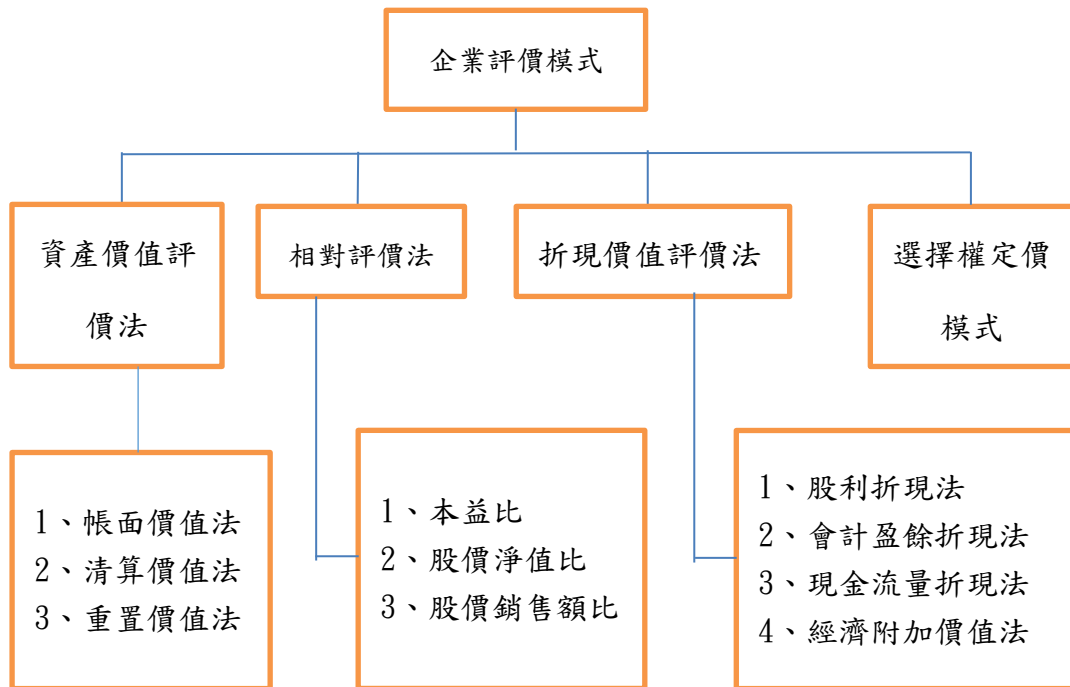 企業評價模式
資產價值評
價法
相對評價法
折現價值評價法
選擇權定價
模式
1、帳面價值法
2、清算價值法
3、重置價值法
1、本益比
2、股價淨值比
3、股價銷售額比
1、股利折現法
2、會計盈餘折現法
3、現金流量折現法
4、經濟附加價值法